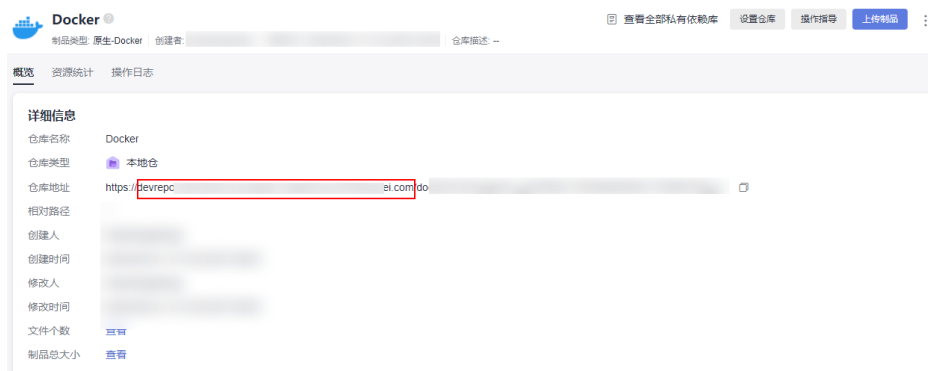 Docker
查看全部私有依赖库 设置仓库 操作指导 上传制品
制品类型: 原生-Docker 创建者: 仓库描述: --
概览 资源统计 操作日志
详细信息
仓库名称 Docker
仓库类型 本地仓
仓库地址 https://devrepo ei.com/do
相对路径
创建人
创建时间
修改人
修改时间
文件个数 查看
制品总大小 查看